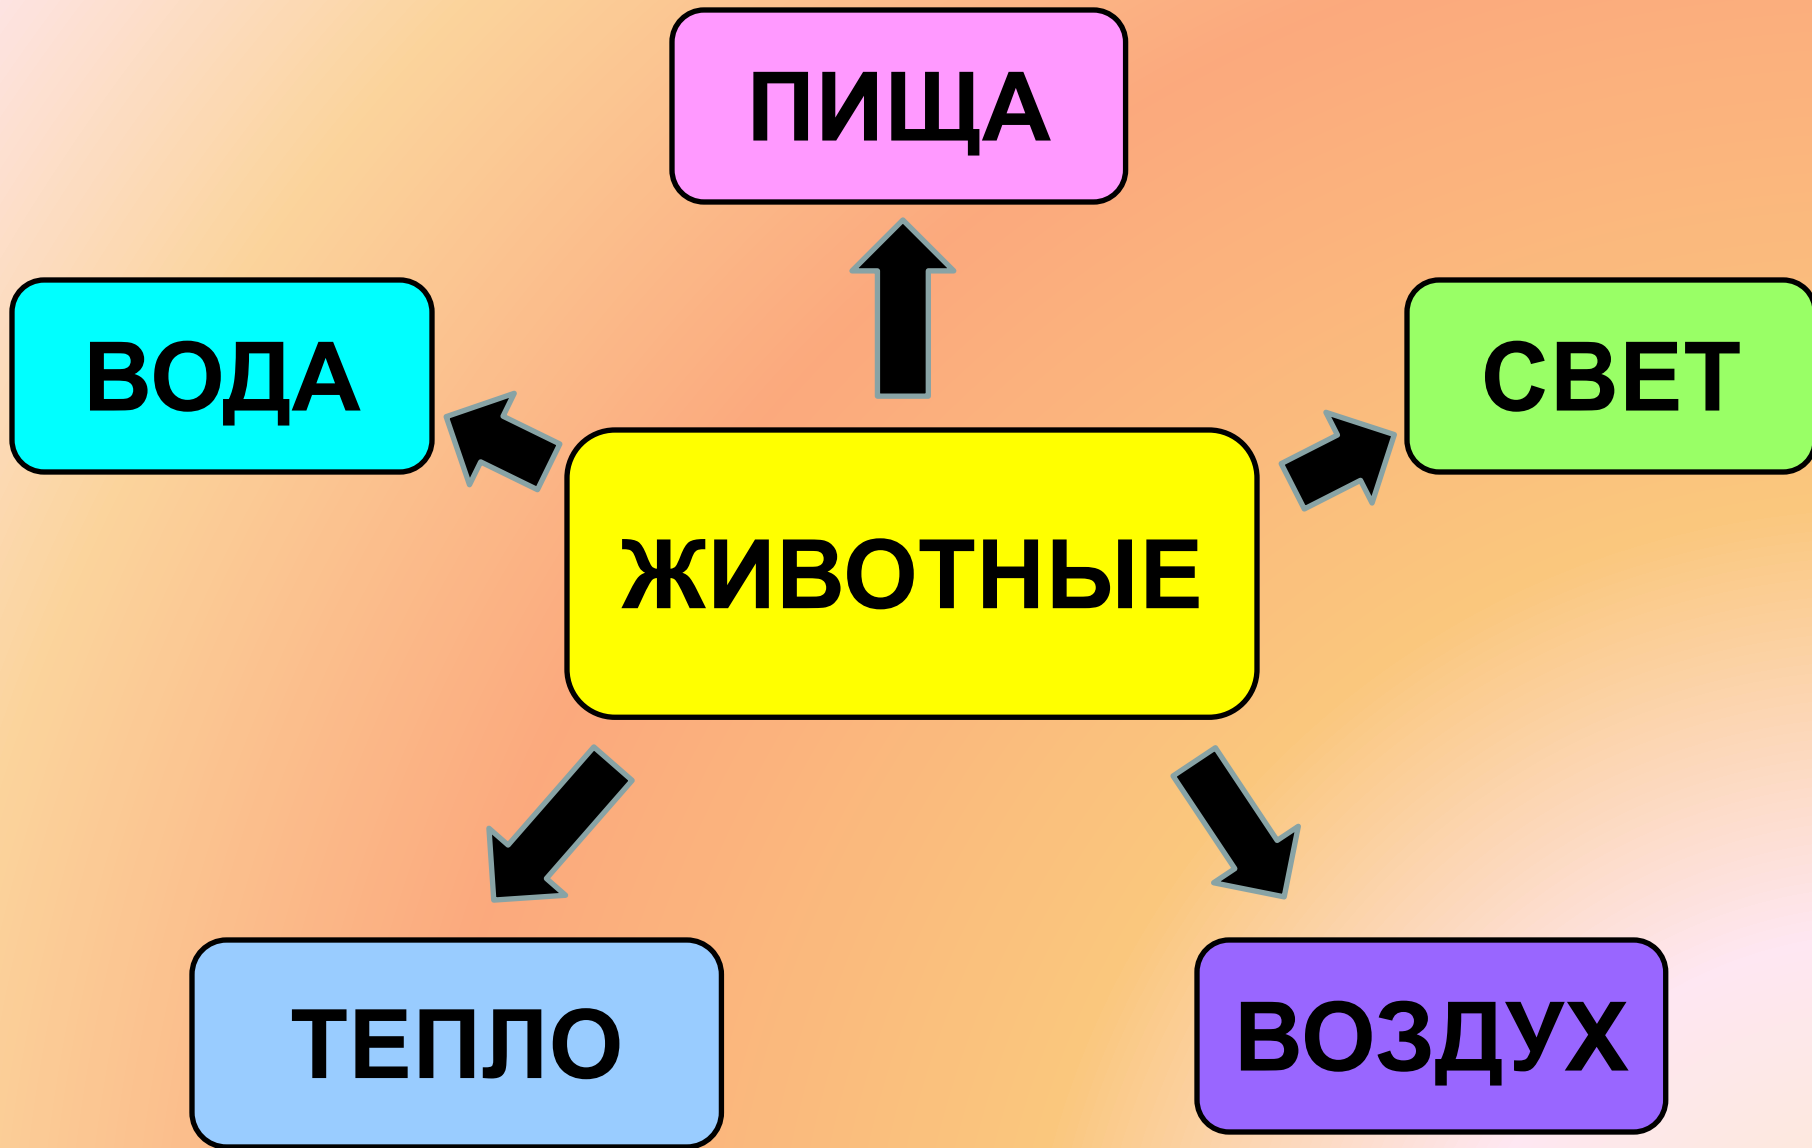 ПИЩА
ВОДА
СВЕТ
ЖИВОТНЫЕ
ТЕПЛО
ВОЗДУХ